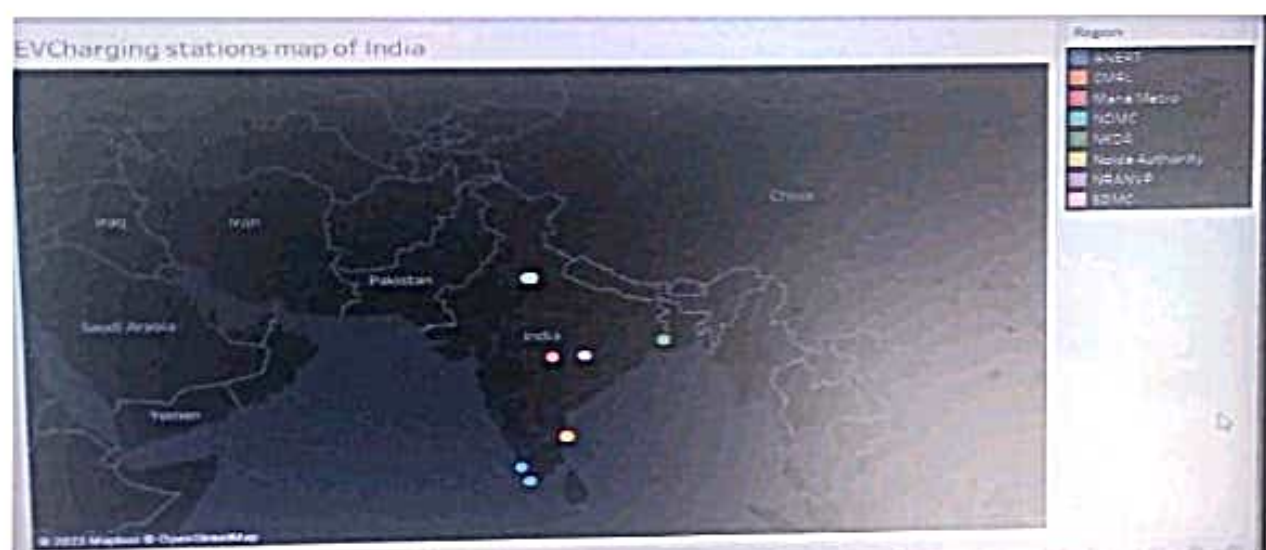 EVCharging stations map of India
Region
ANERT
CMRL
Maha Metro
NDMC
NKDA
Noida Authority
NRANVP
SDMC
China
Iraq
Iran
Pakistan
Saudi Arabia
India
Yemen
© 2023 Mapbox © OpenStreetMap